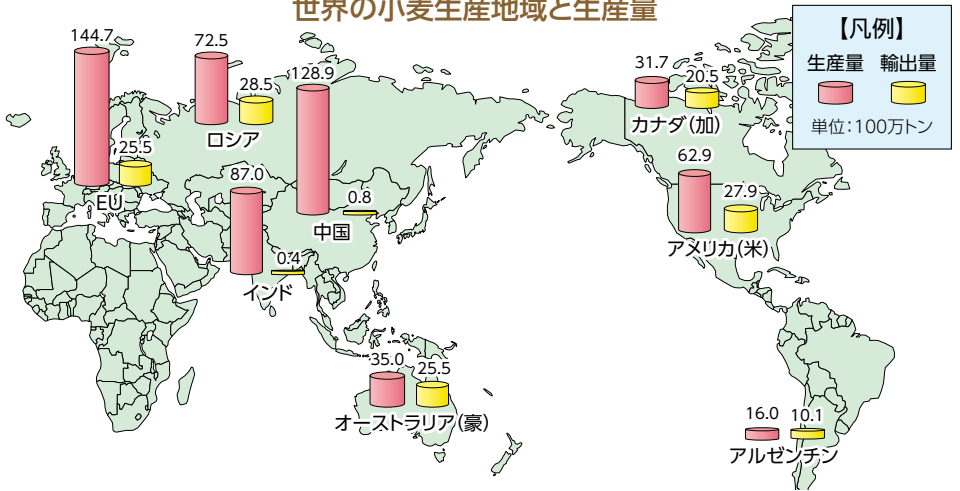 世界の小麦生産地域と生産量
【凡例】
生産量 輸出量
単位：100万トン
144.7
25.5
EU
72.5
28.5
ロシア
128.9
0.8
中国
87.0
0.4
インド
35.0
25.5
オーストラリア（豪）
31.7
20.5
カナダ（加）
62.9
27.9
アメリカ（米）
16.0
10.1
アルゼンチン